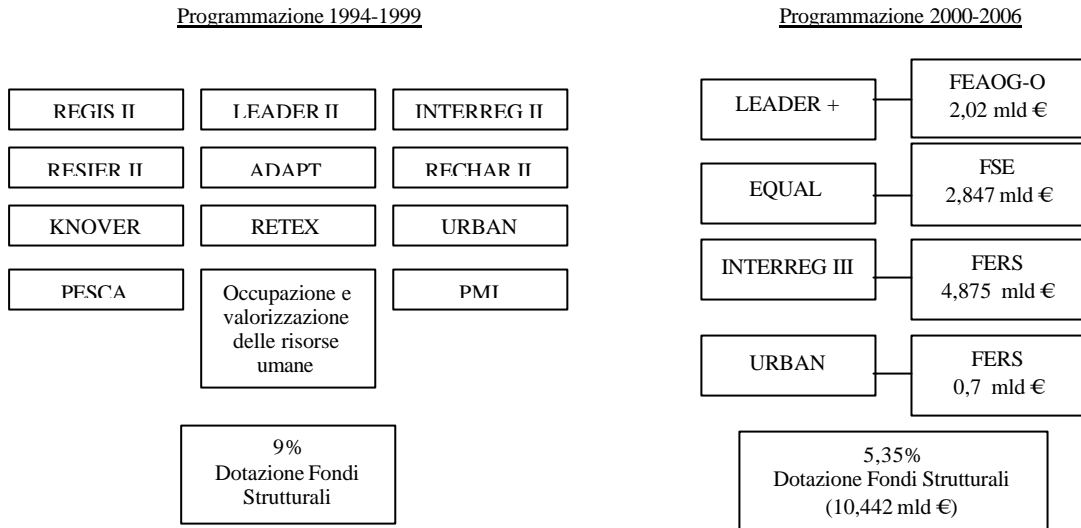 Programmazione 1994-1999
REGIS II
LEADER II
INTERREG II
RESIER II
ADAPT
RECHAR II
KNOVER
RETEX
URBAN
PESCA
Occupazione e
valorizzazione
delle risorse
umane
PMI
9%
Dotazione Fondi
Strutturali
Programmazione 2000-2006
LEADER +
FEAOG-O
2,02 mld €
EQUAL
FSE
2,847 mld €
INTERREG III
FERS
4,875 mld €
URBAN
FERS
0,7 mld €
5,35%
Dotazione Fondi Strutturali
(10,442 mld €)